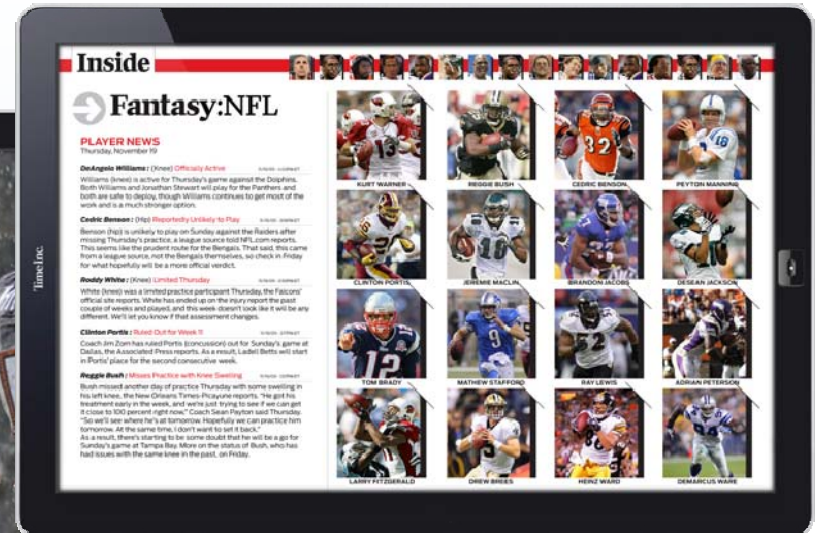 Inside
Fantasy:NFL
PLAYER NEWS
Thursday, November 19
DeAngelo Williams: (Knee) Officially Active
Williams (knee) is active for Thursday's game against the Dolphins.
Both Williams and Jonathan Stewart will play for the Panthers and
both are safe to deploy, though Williams continues to get most of the
work and is a much stronger option.
Cedric Benson: (Hip) Reportedly Unlikely to Play
Benson (hip) is unlikely to play on Sunday against the Raiders after
missing Thursday's practice, a league source told NFL.com reports.
This seems like the prudent route for the Bengals. That said, this came
from a league source, not the Bengals themselves, so check in Friday
for what hopefully will be a more official verdict.
Roddy White: (Knee) Limited Thursday
White (knee) was a limited practice participant Thursday, the Falcons'
official site reports. White has ended up on the injury report the past
couple of weeks and played, and this week doesn't look like it will be any
different. We'll let you know if that assessment changes.
Clinton Portis: Ruled Out for Week 11
Coach Jim Zorn has ruled Portis (concussion) out for Sunday's game at
Dallas, the Associated Press reports. As a result, Ladell Betts will start
in Portis' place for the second consecutive week.
Reggie Bush: Misses Practice with Knee Swelling
Bush missed another day of practice Thursday with some swelling in
his left knee, the New Orleans Times-Picayune reports. "He got his
treatment early in the week, and we're just trying to see if we can get
it close to 100 percent right now," Coach Sean Payton said Thursday.
"So we'll see where he's at tomorrow. Hopefully we can practice him
tomorrow. At the same time, I don't want to set it back."
As a result, there's starting to be some doubt that he will be a go for
Sunday's game at Tampa Bay. More on the status of Bush, who has
had issues with the same knee in the past, on Friday.
KURT WARNER
REGGIE BUSH
CEDRIC BENSON
PEYTON MANNING
CLINTON PORTIS
JEREMIE MACLIN
BRANDON JACOBS
DESEAN JACKSON
TOM BRADY
MATHEW STAFFORD
RAY LEWIS
ADRIAN PETERSION
LARRY FITZGERALD
DREW BREES
HEINZ WARD
DEMARCUS WARE
Time Inc.